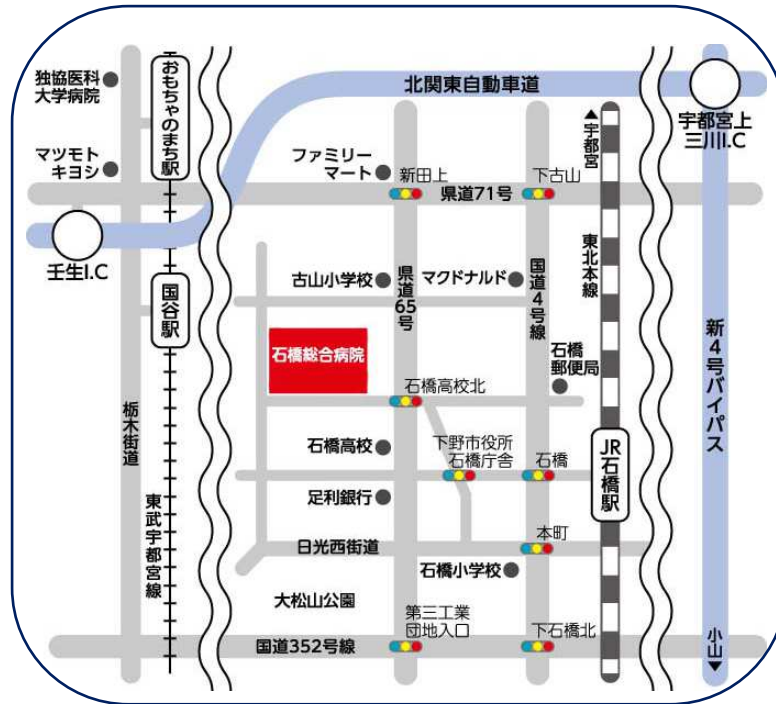 独協医科
大学病院
おもちゃのまち駅
北関東自動車道
宇都宮上
三川I.C
▲宇都宮
マツモト
キヨシ
ファミリー
マート
新田上
下古山
県道71号
壬生I.C
国谷駅
古山小学校
県道65号
マクドナルド
国道4号線
東北本線
石橋総合病院
石橋
郵便局
新4号バイパス
石橋高校北
栃木街道
石橋高校
下野市役所
石橋庁舎
石橋
JR石橋駅
足利銀行
東武宇都宮線
日光西街道
本町
石橋小学校
大松山公園
第三工業
団地入口
下石橋北
国道352号線
小山▼